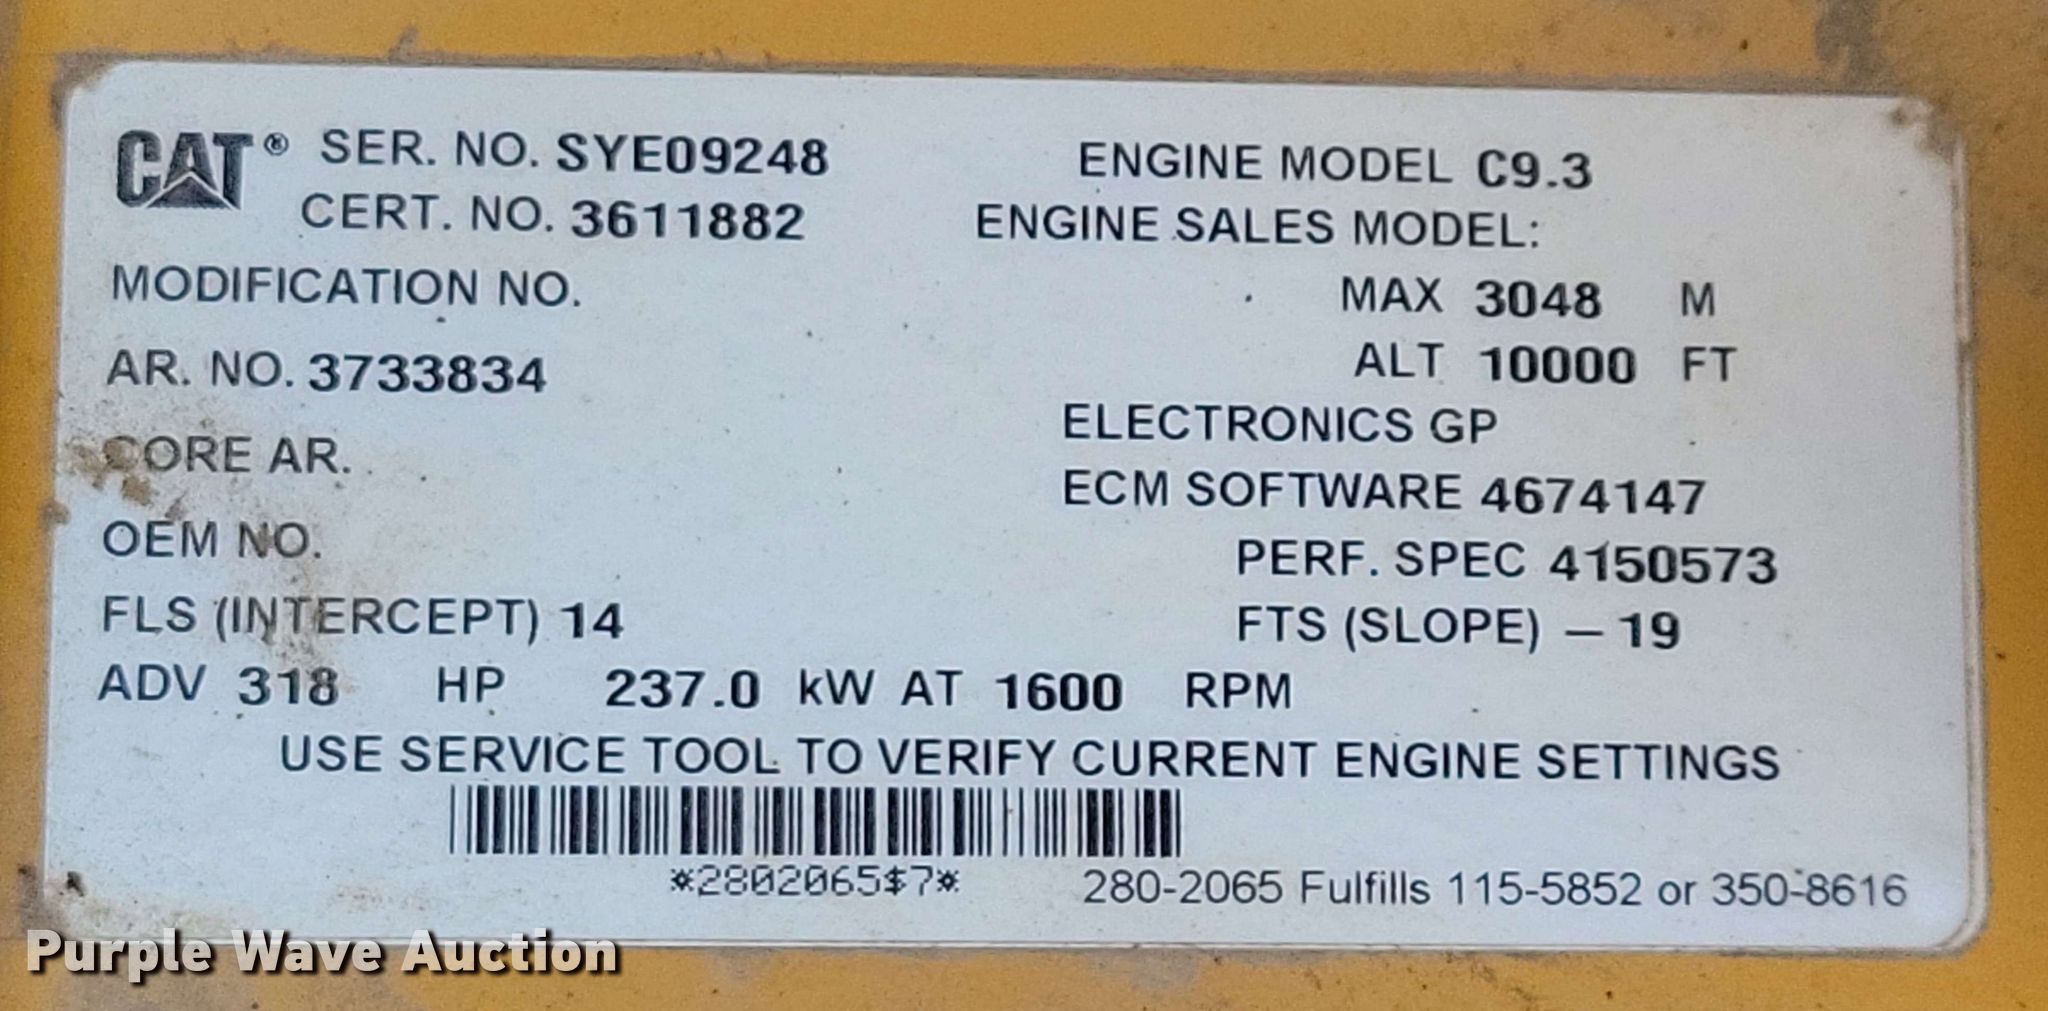 CAT® SER. NO. SYE09248 ENGINE MODEL C9.3
CERT. NO. 3611882 ENGINE SALES MODEL:
MODIFICATION NO. MAX 3048 M
AR. NO. 3733834 ALT 10000 FT
CORE AR. ELECTRONICS GP
ECM SOFTWARE 4674147
OEM NO. PERF. SPEC 4150573
FLS (INTERCEPT) 14 FTS (SLOPE) – 19
ADV 318 HP 237.0 kW AT 1600 RPM
USE SERVICE TOOL TO VERIFY CURRENT ENGINE SETTINGS
*2802065$7* 280-2065 Fulfills 115-5852 or 350-8616
Purple Wave Auction